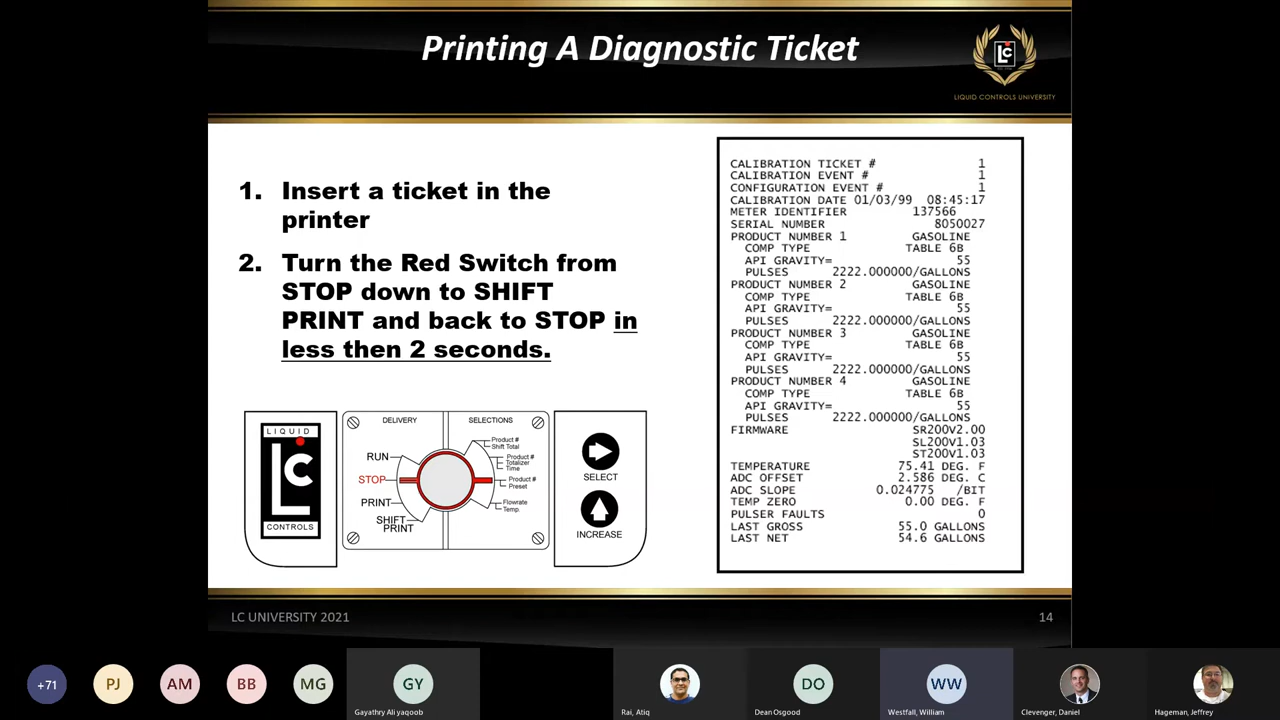 Printing A Diagnostic Ticket
LC
LIQUID CONTROLS UNIVERSITY
1. Insert a ticket in the
printer
2. Turn the Red Switch from
STOP down to SHIFT
PRINT and back to STOP in
less then 2 seconds.
LIQUID
LC
CONTROLS
DELIVERY
SELECTIONS
RUN
STOP
PRINT
SHIFT
PRINT
Product #
Shift Total
Product #
Totalizer
Time
Product #
Preset
Flowrate
Temp.
SELECT
INCREASE
CALIBRATION TICKET # 1
CALIBRATION EVENT # 1
CONFIGURATION EVENT # 1
CALIBRATION DATE 01/03/99 08:45:17
METER IDENTIFIER 137566
SERIAL NUMBER 8050027
PRODUCT NUMBER 1 GASOLINE
COMP TYPE TABLE 6B
API GRAVITY= 55
PULSES 2222.000000/GALLONS
PRODUCT NUMBER 2 GASOLINE
COMP TYPE TABLE 6B
API GRAVITY= 55
PULSES 2222.000000/GALLONS
PRODUCT NUMBER 3 GASOLINE
COMP TYPE TABLE 6B
API GRAVITY= 55
PULSES 2222.000000/GALLONS
PRODUCT NUMBER 4 GASOLINE
COMP TYPE TABLE 6B
API GRAVITY= 55
PULSES 2222.000000/GALLONS
FIRMWARE SR200V2.00
SL200V1.03
ST200V1.03
TEMPERATURE 75.41 DEG. F
ADC OFFSET 2.586 DEG. C
ADC SLOPE 0.024775 /BIT
TEMP ZERO 0.00 DEG. F
PULSER FAULTS 0
LAST GROSS 55.0 GALLONS
LAST NET 54.6 GALLONS
LC UNIVERSITY 2021
14
+71
PJ
AM
BB
MG
GY
DO
WW
Gayathry Ali yaqoob
Rai, Atiq
Dean Osgood
Westfall, William
Clevenger, Daniel
Hageman, Jeffrey